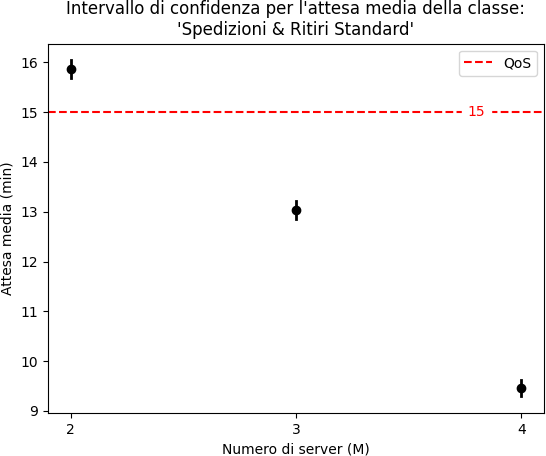 Intervallo di confidenza per l'attesa media della classe:
'Spedizioni & Ritiri Standard'
QoS
15
Attesa media (min)
16
15
14
13
12
11
10
9
2
3
4
Numero di server (M)